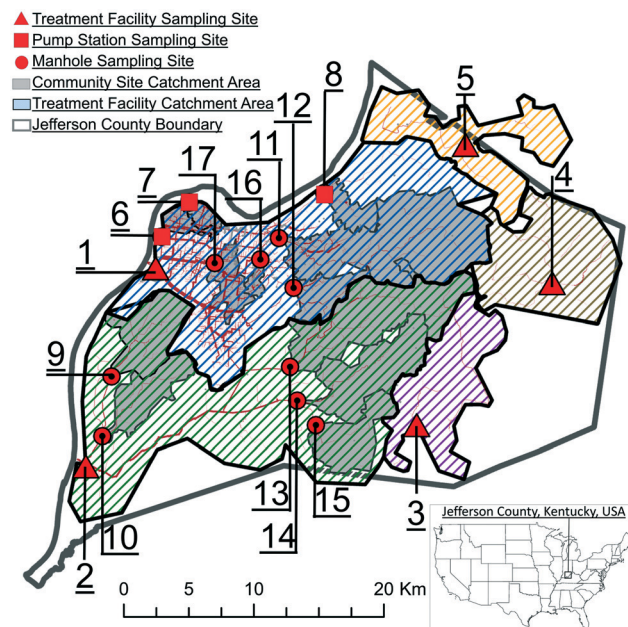 Treatment Facility Sampling Site
Pump Station Sampling Site
Manhole Sampling Site
Community Site Catchment Area
Treatment Facility Catchment Area
Jefferson County Boundary
8
5
12
11
4
17
16
7
6
1
9
13
15
3
14
10
2
Jefferson County, Kentucky, USA
0 5 10 20 Km